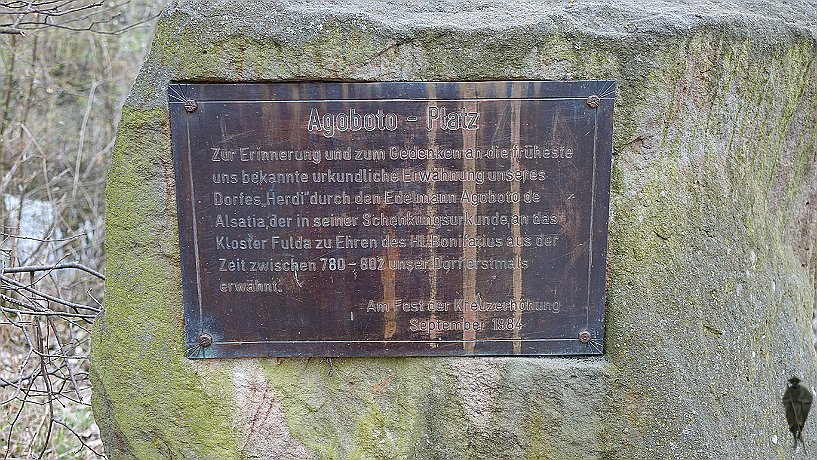 Agoboto - Platz
Zur Erinnerung und zum Gedenken an die früheste
uns bekannte urkundliche Erwähnung unseres
Dorfes „Herdi" durch den Edelmann Agoboto de
Alsatia, der in seiner Schenkungsurkunde, an das
Kloster Fulda zu Ehren des Hl. Bonifatius aus der
Zeit zwischen 780 - 802 unser Dorf erstmals
erwähnt.
Am Fest der Kreuzerhöhung
September 1984